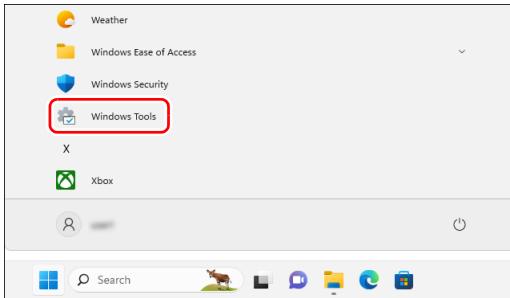 Weather
Windows Ease of Access
Windows Security
Windows Tools
X
Xbox
Search